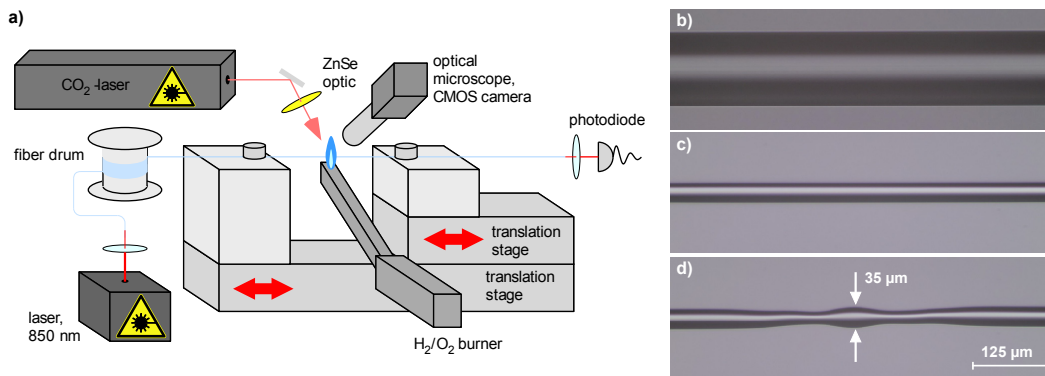 a)
CO2-laser
ZnSe
optic
optical
microscope,
CMOS camera
photodiode
fiber drum
translation
stage
translation
stage
laser,
850 nm
H2/O2 burner
b)
c)
d)
35 µm
125 µm